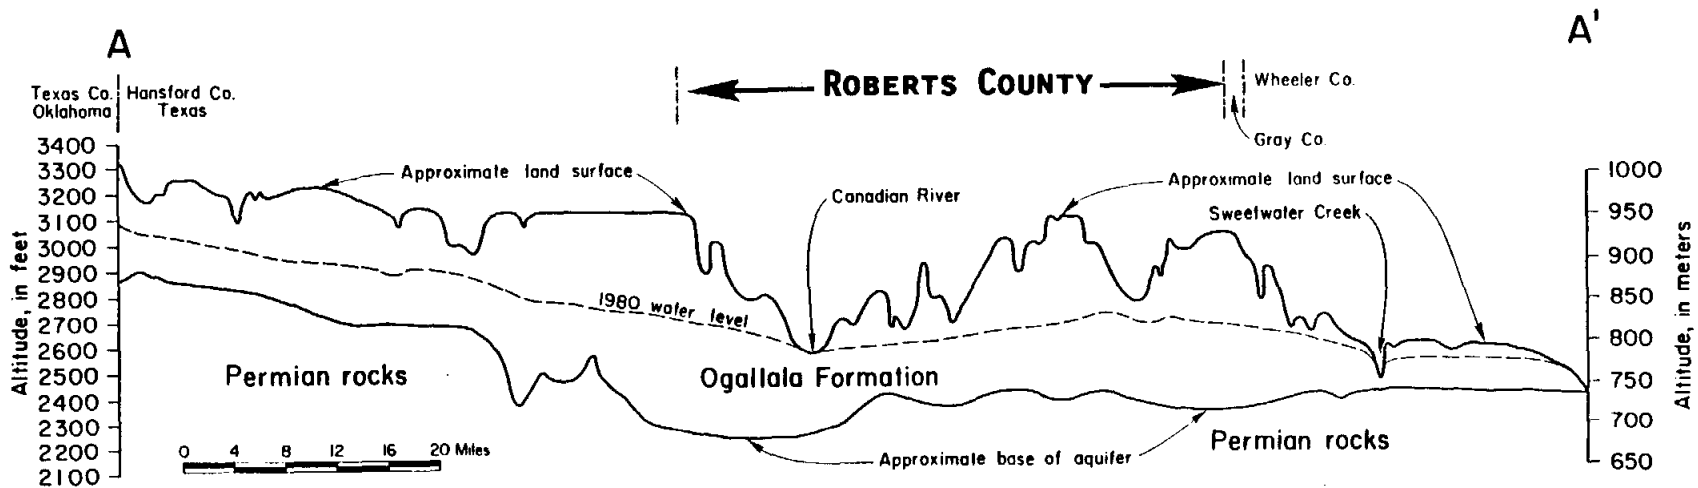 A
A'
ROBERTS COUNTY
Texas Co.
Oklahoma
Hansford Co.
Texas
Wheeler Co.
Gray Co.
3400
3300
3200
3100
3000
2900
2800
2700
2600
2500
2400
2300
2200
2100
Altitude, in feet
Approximate land surface
Canadian River
Approximate land surface
Sweetwater Creek
1980 water level
Permian rocks
Ogallala Formation
Permian rocks
Approximate base of aquifer
0 4 8 12 16 20 Miles
1000
950
900
850
800
750
700
650
Altitude, in meters